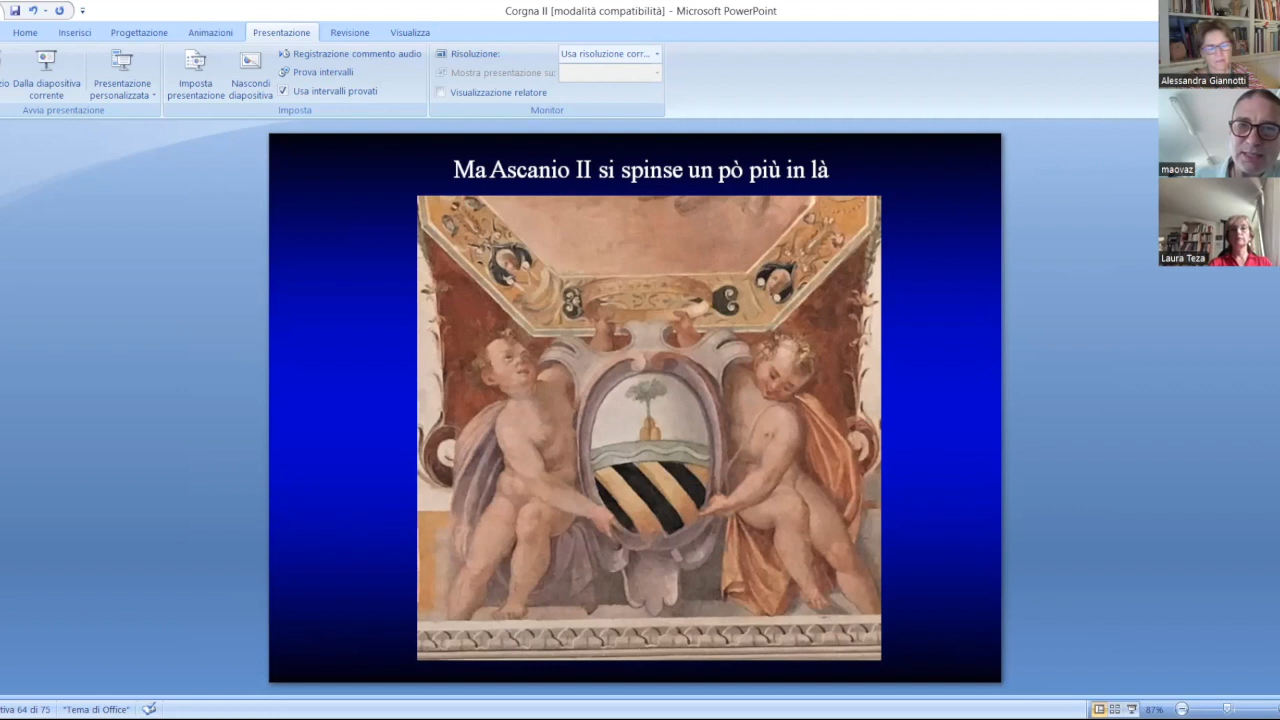 Corgna II [modalità compatibilità] - Microsoft PowerPoint
Home Inserisci Progettazione Animazioni Presentazione Revisione Visualizza
Dalla diapositiva corrente
Presentazione personalizzata
Avvia presentazione
Imposta presentazione
Nascondi diapositiva
Registrazione commento audio
Prova intervalli
Usa intervalli provati
Imposta
Risoluzione: Usa risoluzione corr...
Mostra presentazione su:
Visualizzazione relatore
Monitor
Alessandra Giannotti
maovaz
Laura Teza
Ma Ascanio II si spinse un pò più in là
tiva 64 di 75 "Tema di Office" 87%